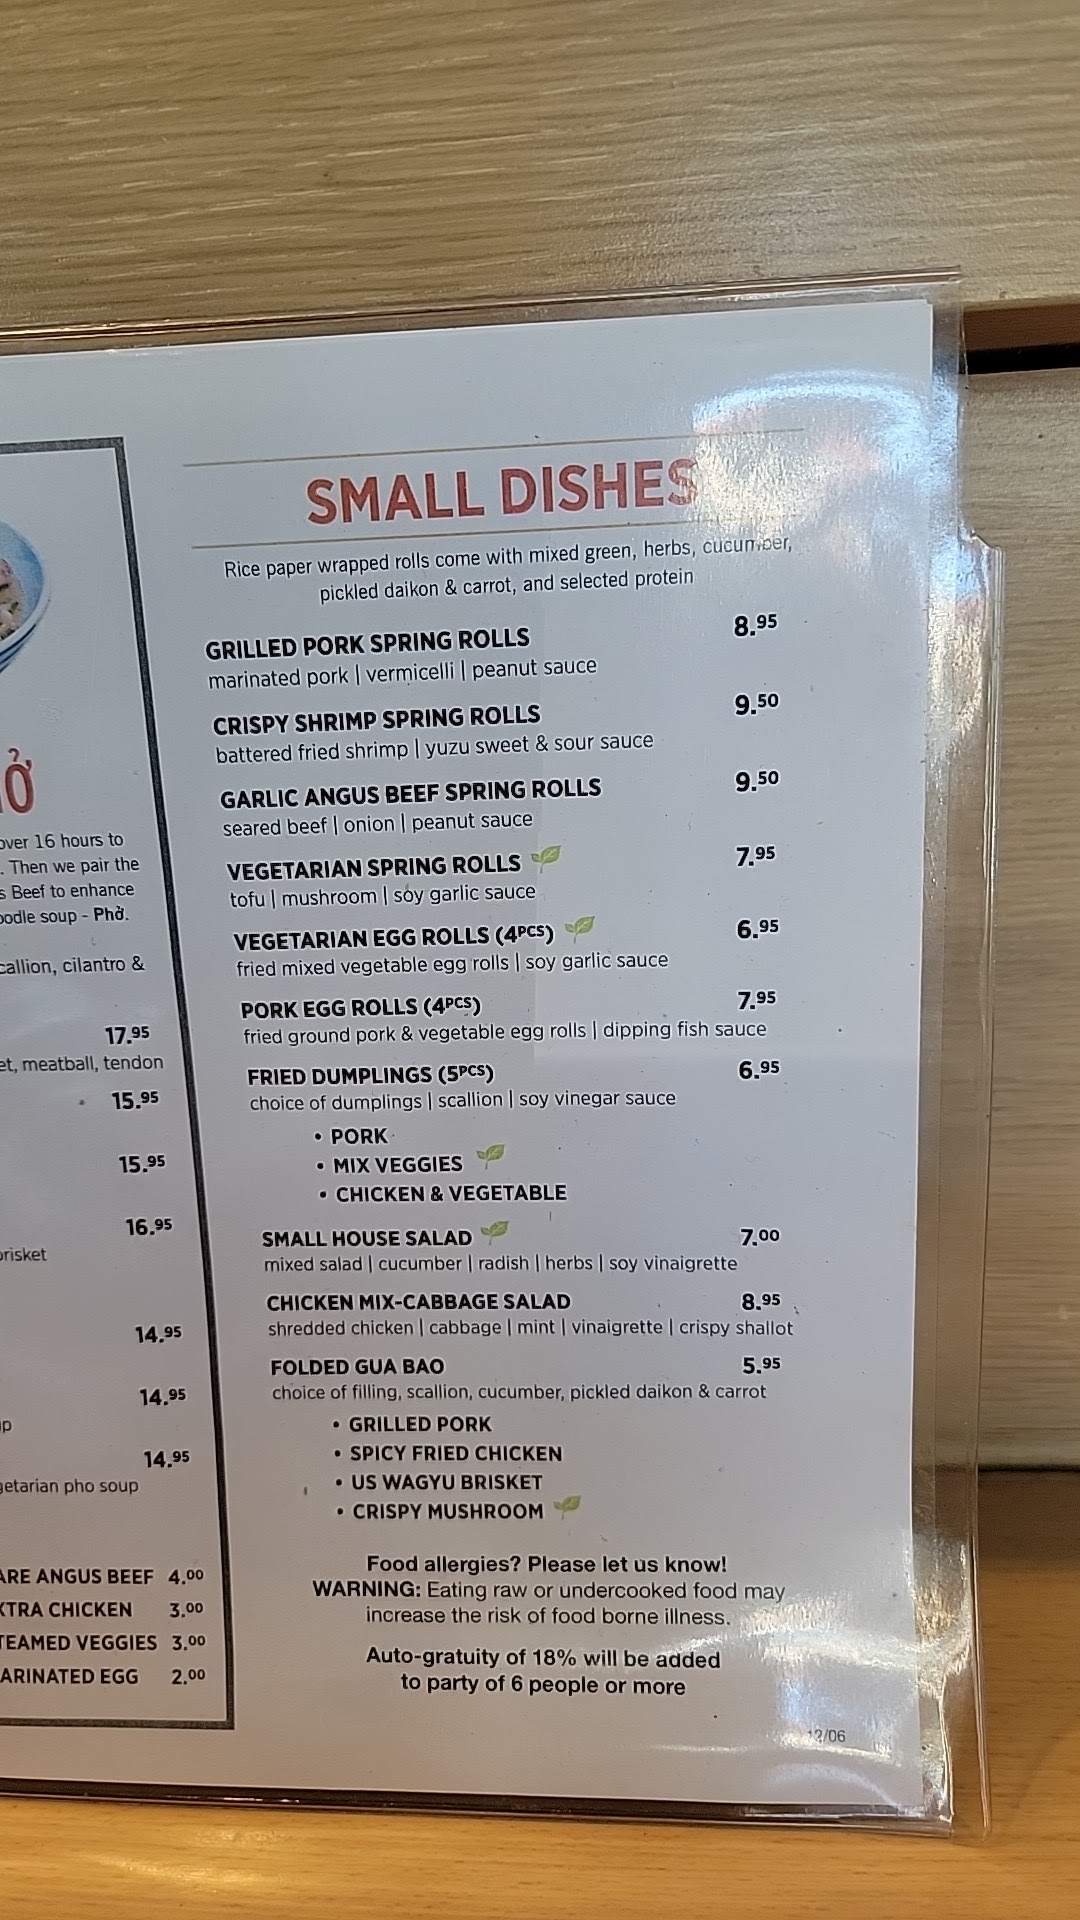 Ở
over 16 hours to
. Then we pair the
s Beef to enhance
oodle soup - Phở.
callion, cilantro &
17.95
et, meatball, tendon
15.95
15.95
16.95
brisket
14.95
14.95
p
14.95
getarian pho soup
ARE ANGUS BEEF 4.00
XTRA CHICKEN 3.00
TEAMED VEGGIES 3.00
ARINATED EGG 2.00
SMALL DISHES
Rice paper wrapped rolls come with mixed green, herbs, cucumber,
pickled daikon & carrot, and selected protein
GRILLED PORK SPRING ROLLS 8.95
marinated pork | vermicelli | peanut sauce
CRISPY SHRIMP SPRING ROLLS 9.50
battered fried shrimp | yuzu sweet & sour sauce
GARLIC ANGUS BEEF SPRING ROLLS 9.50
seared beef | onion | peanut sauce
VEGETARIAN SPRING ROLLS 7.95
tofu | mushroom | soy garlic sauce
VEGETARIAN EGG ROLLS (4PCS) 6.95
fried mixed vegetable egg rolls | soy garlic sauce
PORK EGG ROLLS (4PCS) 7.95
fried ground pork & vegetable egg rolls | dipping fish sauce
FRIED DUMPLINGS (5PCS) 6.95
choice of dumplings | scallion | soy vinegar sauce
• PORK
• MIX VEGGIES
• CHICKEN & VEGETABLE
SMALL HOUSE SALAD 7.00
mixed salad | cucumber | radish | herbs | soy vinaigrette
CHICKEN MIX-CABBAGE SALAD 8.95
shredded chicken | cabbage | mint | vinaigrette | crispy shallot
FOLDED GUA BAO 5.95
choice of filling, scallion, cucumber, pickled daikon & carrot
• GRILLED PORK
• SPICY FRIED CHICKEN
• US WAGYU BRISKET
• CRISPY MUSHROOM
Food allergies? Please let us know!
WARNING: Eating raw or undercooked food may
increase the risk of food borne illness.
Auto-gratuity of 18% will be added
to party of 6 people or more
12/06